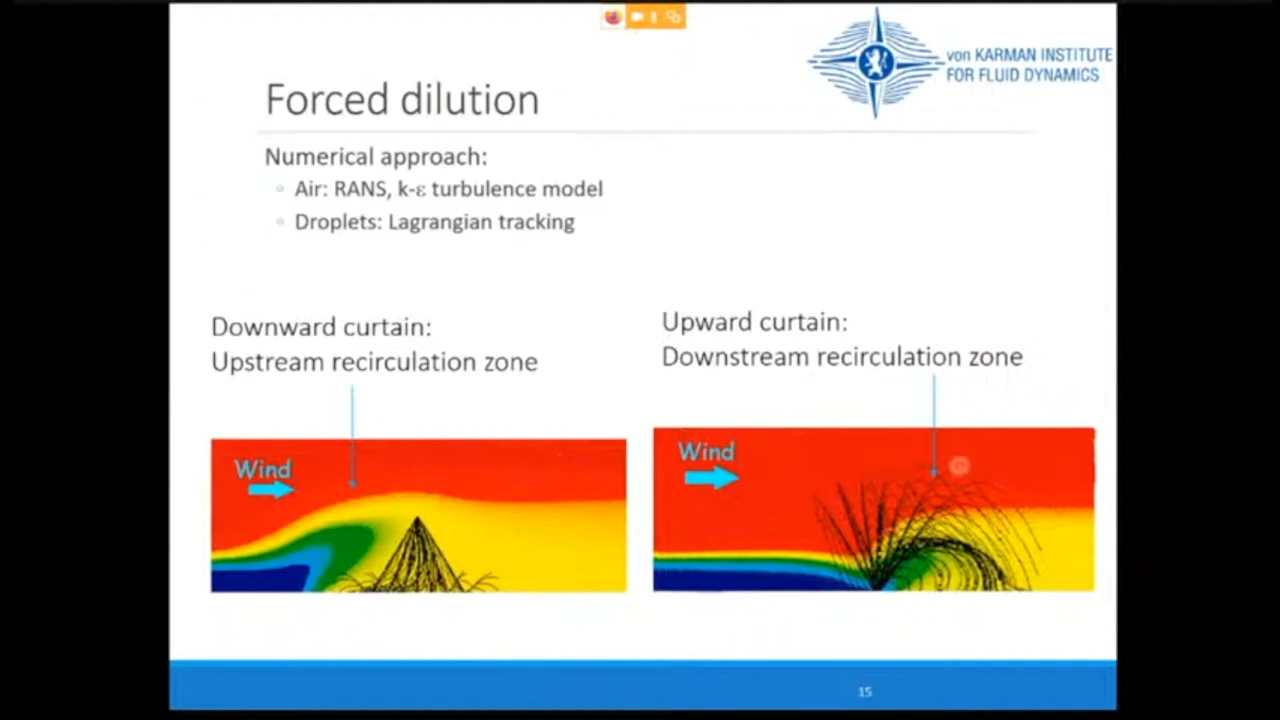 von KARMAN INSTITUTE
FOR FLUID DYNAMICS
Forced dilution
Numerical approach:
Air: RANS, k-ε turbulence model
Droplets: Lagrangian tracking
Downward curtain:
Upstream recirculation zone
Upward curtain:
Downstream recirculation zone
Wind
Wind
15